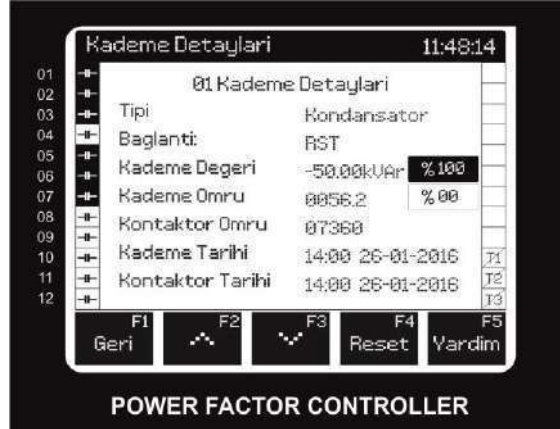 Kademe Detaylari 11:48:14
01 Kademe Detaylari
01
02
03
04
05
06
07
08
09
10
11
12
Tipi Kondansator
Baglanti: RST
Kademe Degeri -50.00kVAr %100
Kademe Omru 0056.2 %00
Kontaktor Omru 07360
Kademe Tarihi 14:00 26-01-2016
Kontaktor Tarihi 14:00 26-01-2016
T1
T2
T3
F1 F2 F3 F4 F5
Geri Reset Yardim
POWER FACTOR CONTROLLER